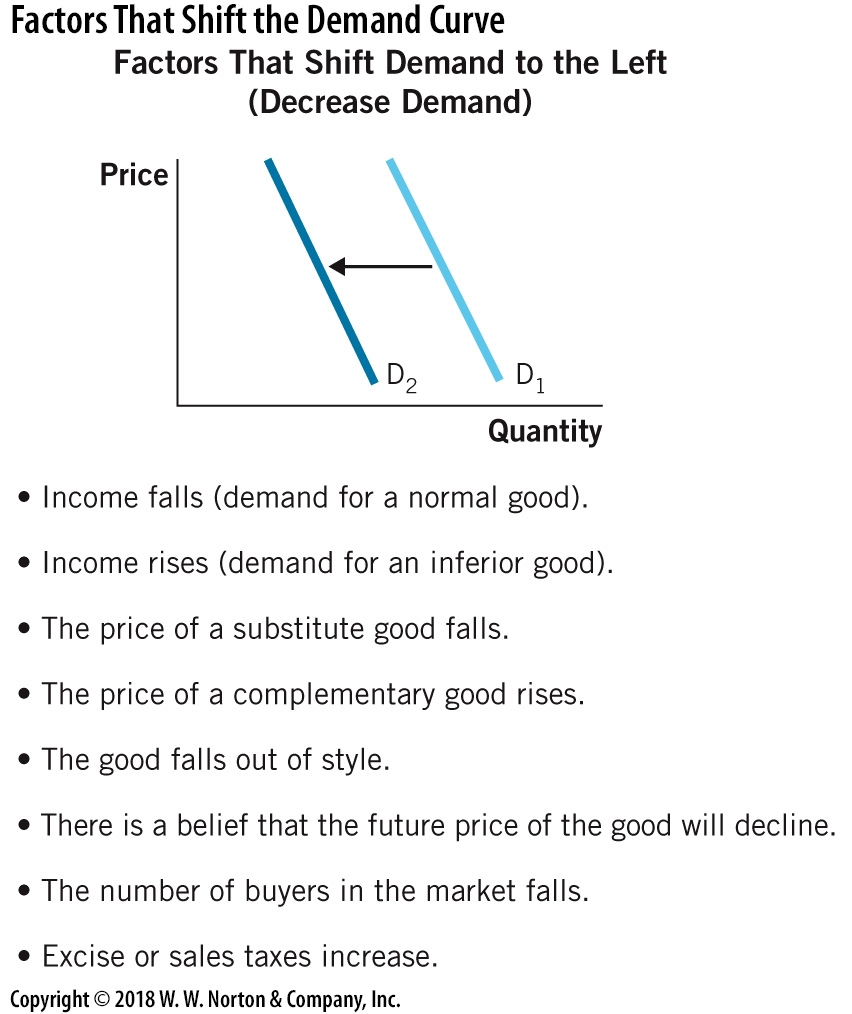 Factors That Shift the Demand Curve
Factors That Shift Demand to the Left
(Decrease Demand)
Price
D₂
D₁
Quantity
• Income falls (demand for a normal good).
• Income rises (demand for an inferior good).
• The price of a substitute good falls.
• The price of a complementary good rises.
• The good falls out of style.
• There is a belief that the future price of the good will decline.
• The number of buyers in the market falls.
• Excise or sales taxes increase.
Copyright © 2018 W. W. Norton & Company, Inc.